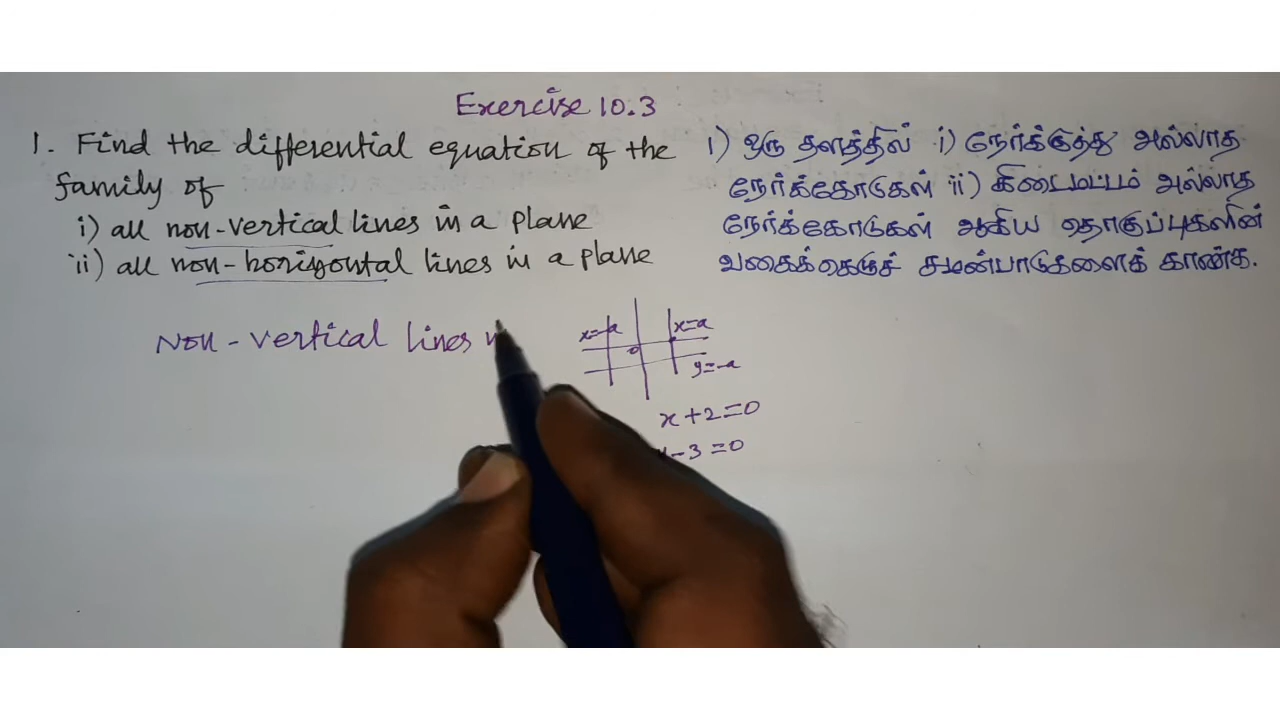 Exercise 10.3
1. Find the differential equation of the
family of
i) all non-vertical lines in a plane
ii) all non-horizontal lines in a plane
1) ஒரு தளத்தில் i) நேர்க்குத்து அல்லாத
நேர்க்கோடுகள் ii) கிடைமட்டம் அல்லாத
நேர்க்கோடுகள் ஆகிய தொகுப்புகளின்
வகைக்கெழுச் சமன்பாடுகளைக் காண்க.
Non-vertical lines
x=-a
x=a
o
y=-a
x+2=0
-3=0